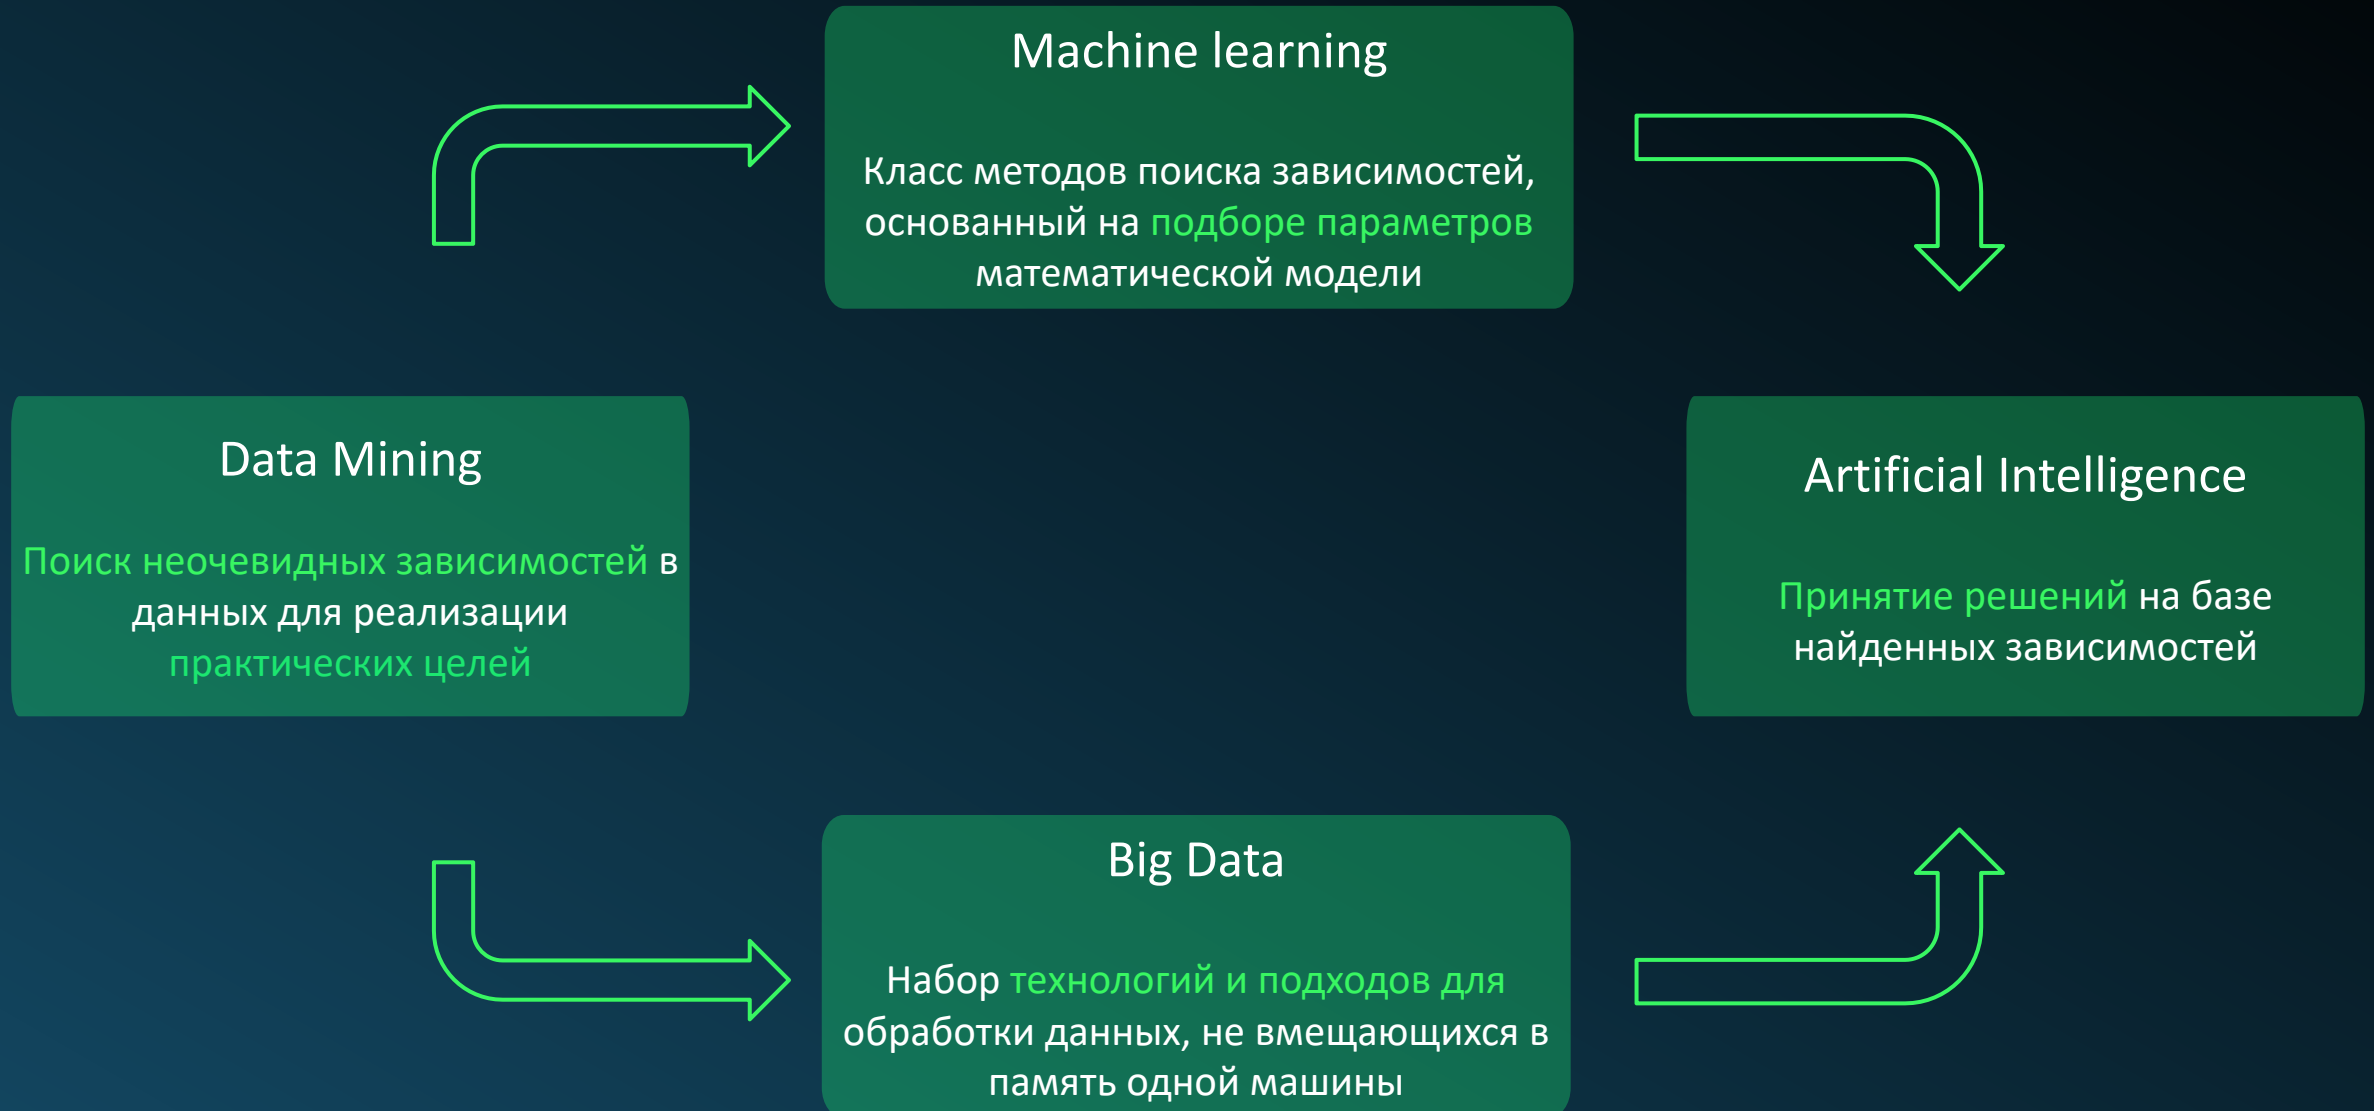 Machine learning
Класс методов поиска зависимостей,
основанный на подборе параметров
математической модели
Data Mining
Поиск неочевидных зависимостей в
данных для реализации
практических целей
Artificial Intelligence
Принятие решений на базе
найденных зависимостей
Big Data
Набор технологий и подходов для
обработки данных, не вмещающихся в
память одной машины